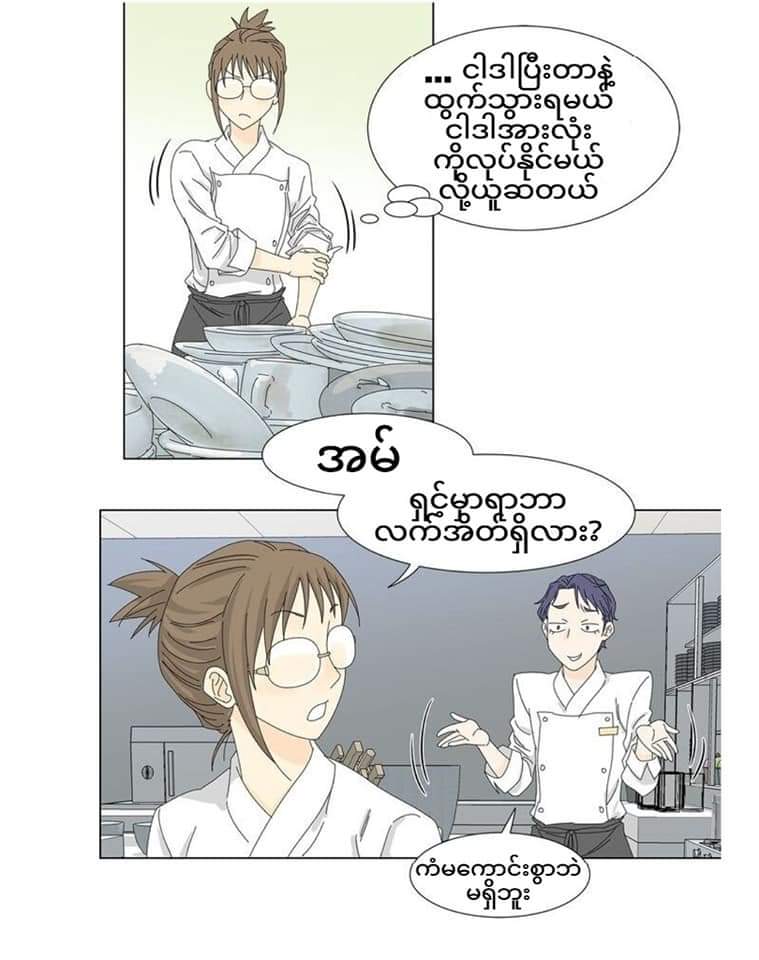 ... ငါဒါပြီးတာနဲ့
ထွက်သွားရမယ်
ငါဒါအားလုံး
ကိုလုပ်နိုင်မယ်
လို့ယူဆတယ်
အမ်
ရှင့်မှာရာဘာ
လက်အိတ်ရှိလား?
ကံမကောင်းစွာဘဲ
မရှိဘူး